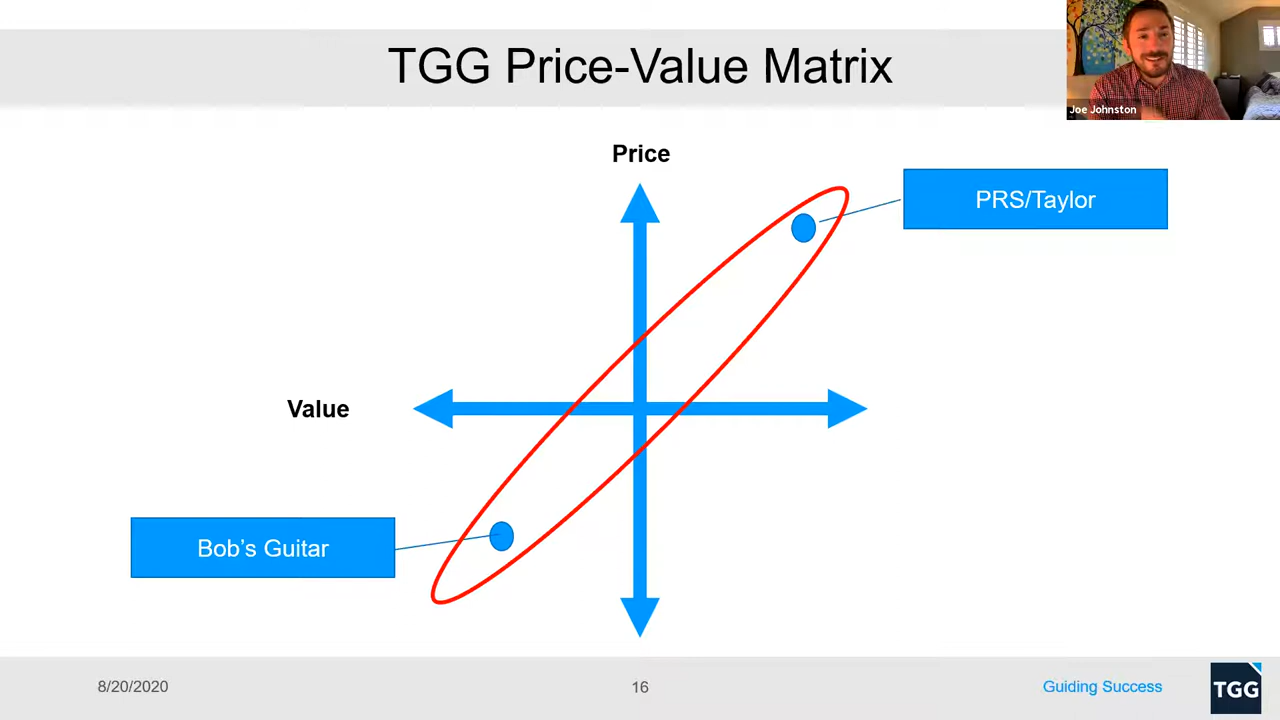 TGG Price-Value Matrix
Joe Johnston
Price
PRS/Taylor
Value
Bob’s Guitar
8/20/2020
16
Guiding Success
TGG